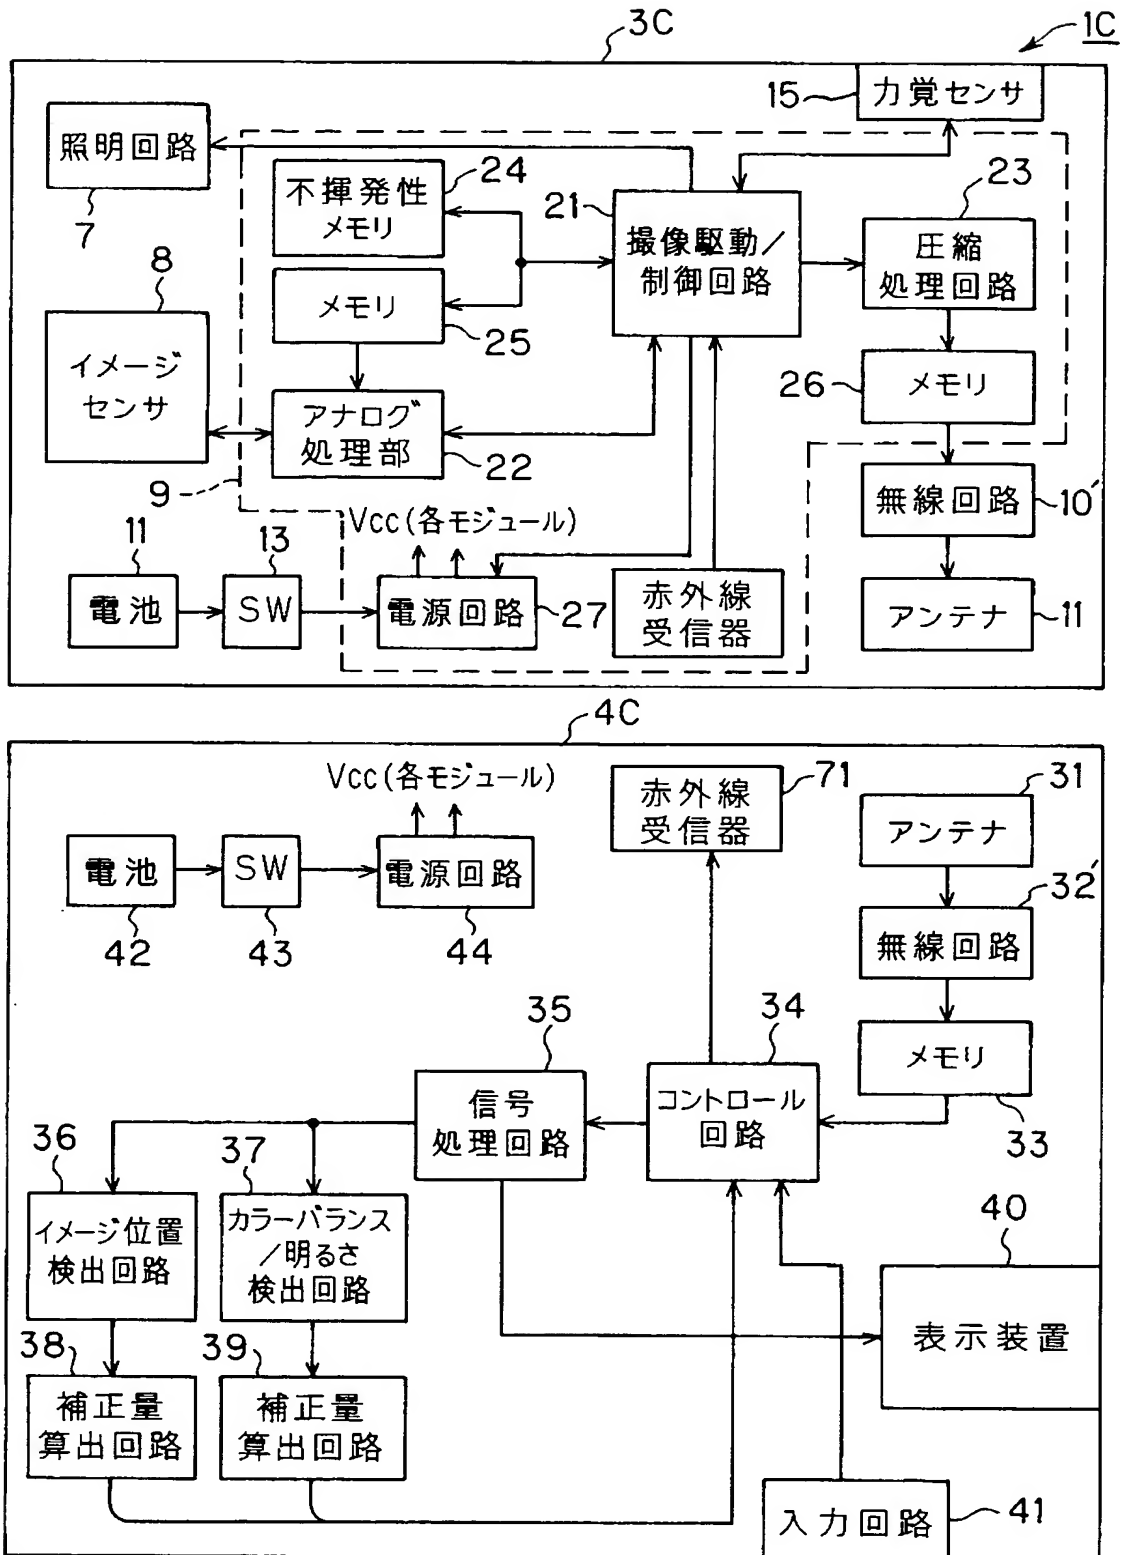 3C
1C
15
力覚センサ
照明回路
7
不揮発性
メモリ
24
21
撮像駆動/
制御回路
23
圧縮
処理回路
8
イメージ
センサ
メモリ
25
26
メモリ
アナログ
処理部
22
9
無線回路
10'
Vcc(各モジュール)
11
電池
13
SW
電源回路
27
赤外線
受信器
アンテナ
11
4C
Vcc(各モジュール)
赤外線
受信器
71
31
アンテナ
電池
42
SW
43
電源回路
44
32'
無線回路
35
信号
処理回路
34
コントロール
回路
メモリ
33
36
イメージ位置
検出回路
37
カラーバランス
/明るさ
検出回路
40
表示装置
38
補正量
算出回路
39
補正量
算出回路
入力回路
41